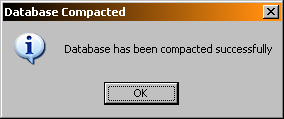 Database Compacted
Database has been compacted successfully
OK